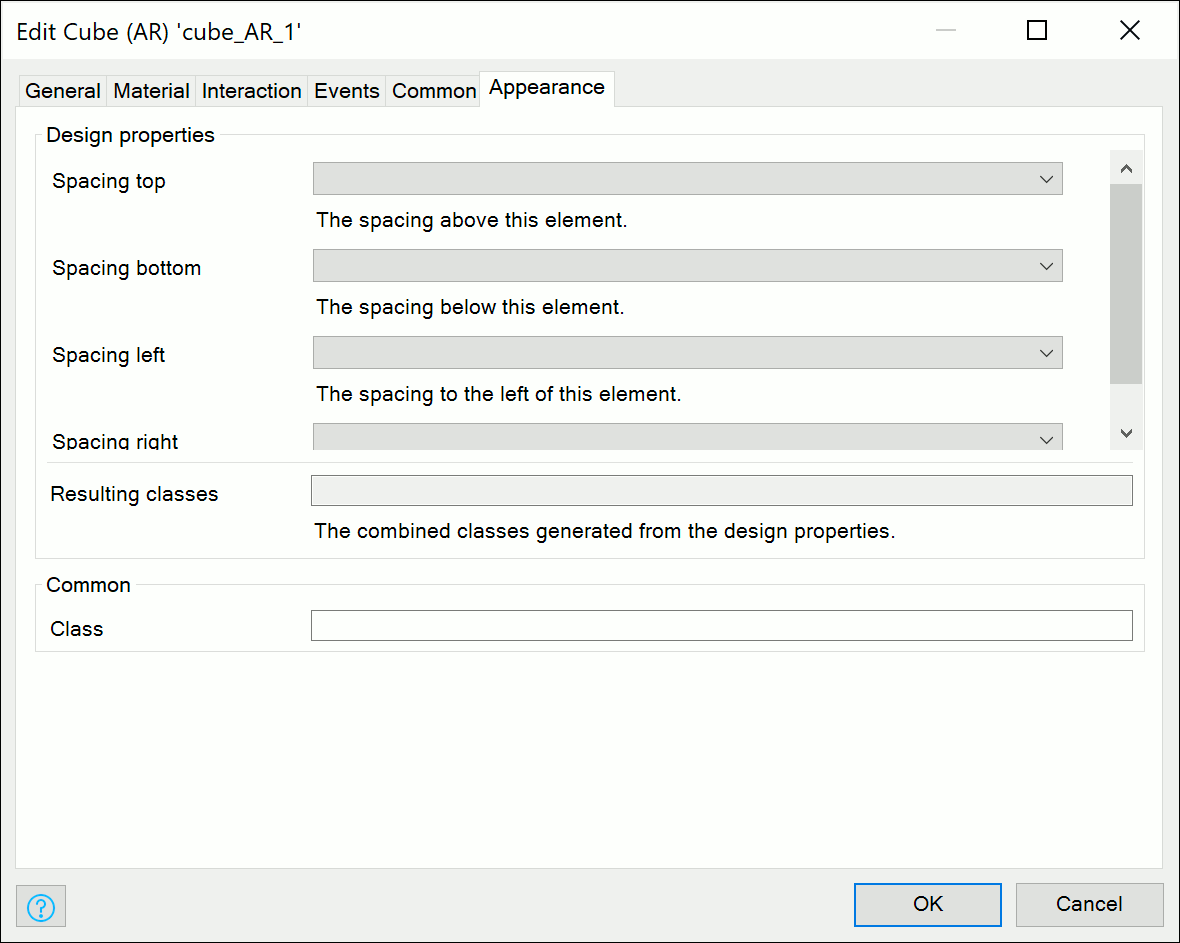 Edit Cube (AR) 'cube_AR_1'
General Material Interaction Events Common Appearance
Design properties
Spacing top
The spacing above this element.
Spacing bottom
The spacing below this element.
Spacing left
The spacing to the left of this element.
Spacing right
Resulting classes
The combined classes generated from the design properties.
Common
Class
?
OK Cancel